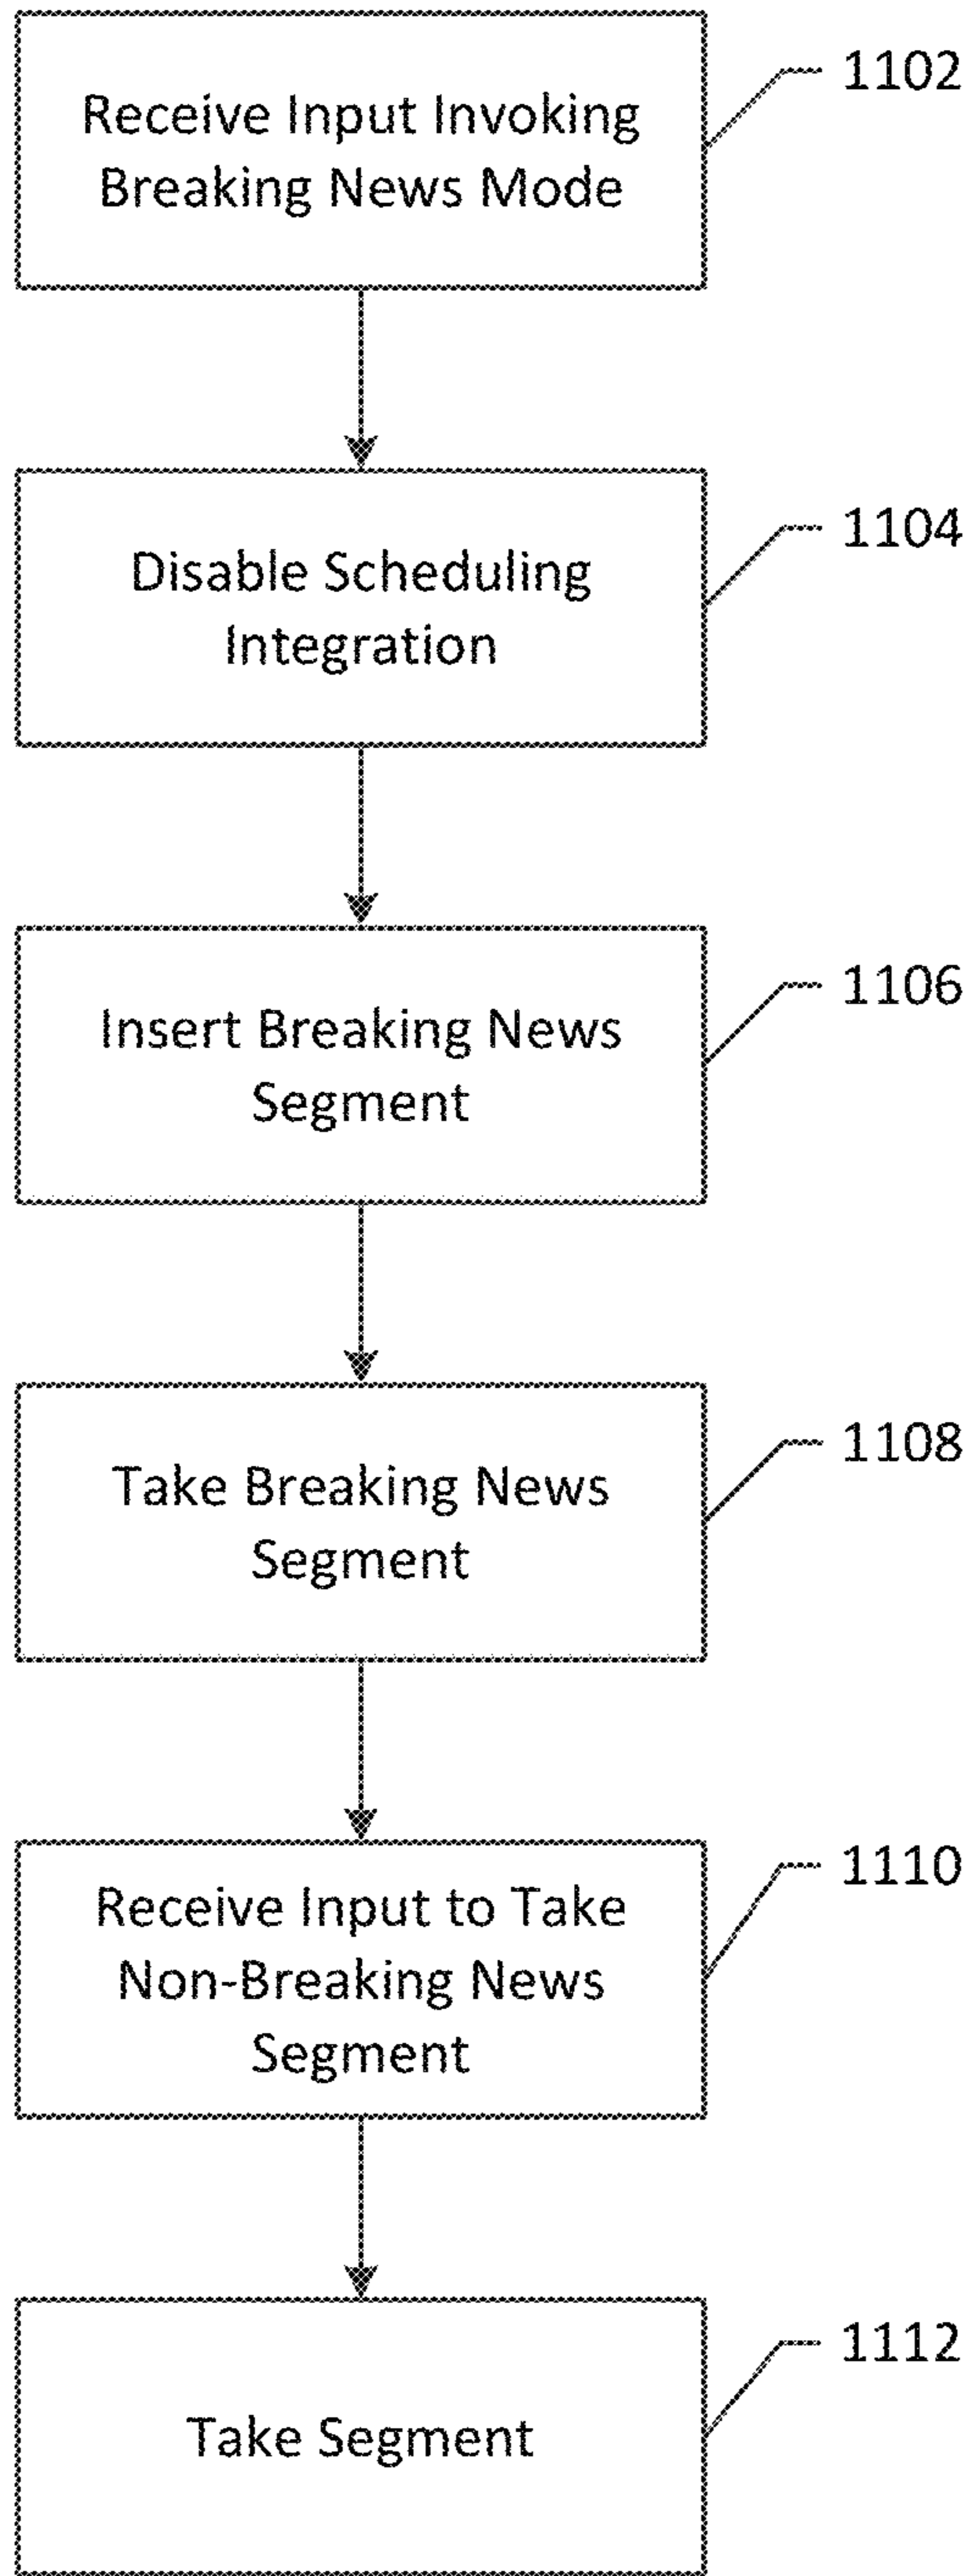 1102
Receive Input Invoking
Breaking News Mode
1104
Disable Scheduling
Integration
1106
Insert Breaking News
Segment
1108
Take Breaking News
Segment
1110
Receive Input to Take
Non-Breaking News
Segment
1112
Take Segment